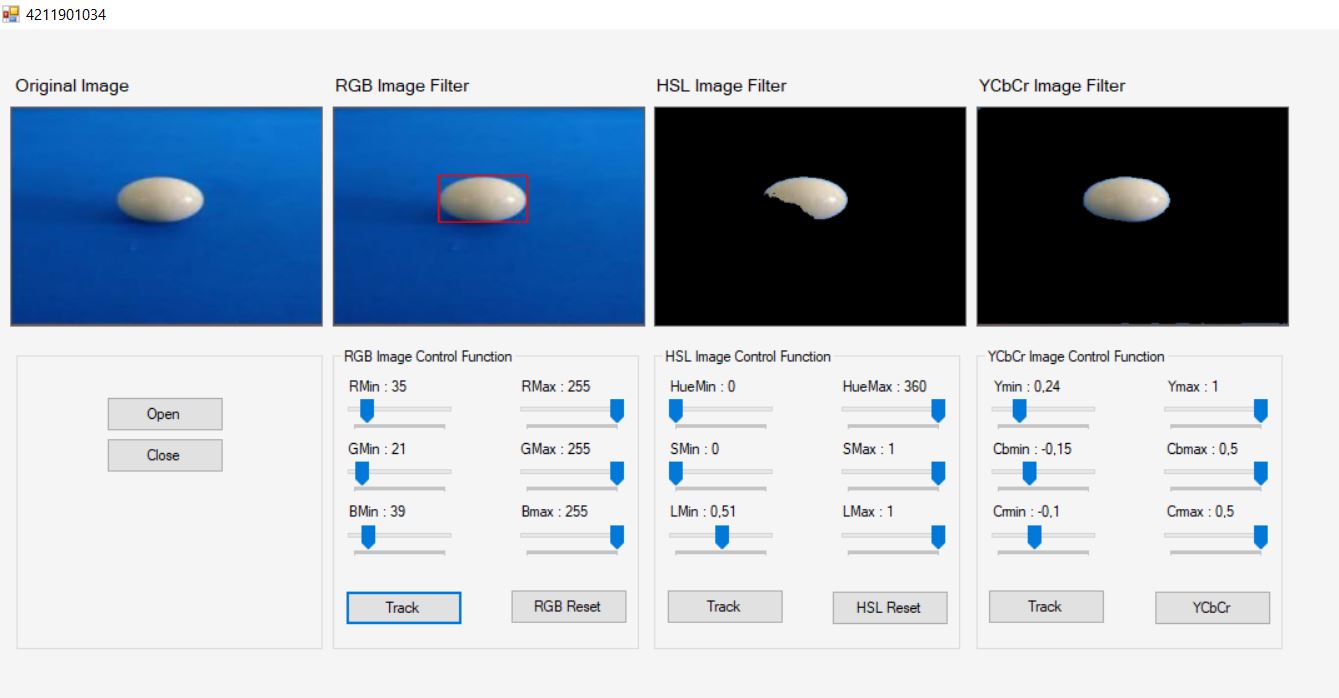 4211901034
Original Image
RGB Image Filter
HSL Image Filter
YCbCr Image Filter
Open
Close
RGB Image Control Function
RMin : 35
RMax : 255
GMin : 21
GMax : 255
BMin : 39
Bmax : 255
Track
RGB Reset
HSL Image Control Function
HueMin : 0
HueMax : 360
SMin : 0
SMax : 1
LMin : 0,51
LMax : 1
Track
HSL Reset
YCbCr Image Control Function
Ymin : 0,24
Ymax : 1
Cbmin : -0,15
Cbmax : 0,5
Crmin : -0,1
Crmax : 0,5
Track
YCbCr